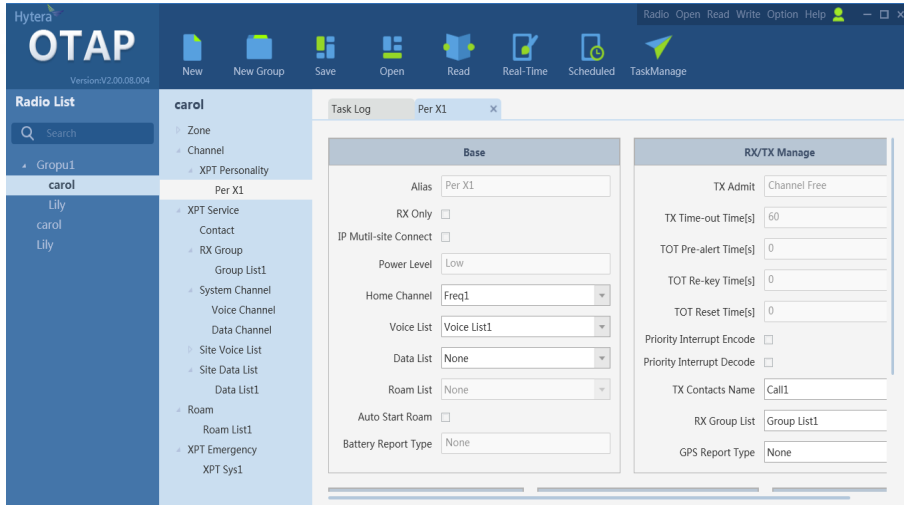 Hytera
OTAP
Version:V2.00.08.004
Radio Open Read Write Option Help
New
New Group
Save
Open
Read
Real-Time
Scheduled
TaskManage
Radio List
Search
Gropu1
carol
Lily
carol
Lily
carol
Zone
Channel
XPT Personality
Per X1
XPT Service
Contact
RX Group
Group List1
System Channel
Voice Channel
Data Channel
Site Voice List
Site Data List
Data List1
Roam
Roam List1
XPT Emergency
XPT Sys1
Task Log
Per X1
Base
Alias Per X1
RX Only
IP Mutil-site Connect
Power Level Low
Home Channel Freq1
Voice List Voice List1
Data List None
Roam List None
Auto Start Roam
Battery Report Type None
RX/TX Manage
TX Admit Channel Free
TX Time-out Time[s] 60
TOT Pre-alert Time[s] 0
TOT Re-key Time[s] 0
TOT Reset Time[s] 0
Priority Interrupt Encode
Priority Interrupt Decode
TX Contacts Name Call1
RX Group List Group List1
GPS Report Type None